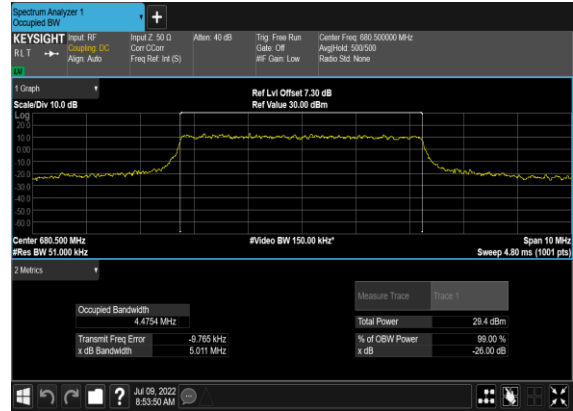 Spectrum Analyzer 1
Occupied BW
KEYSIGHT Input: RF Input Z: 50 Ω Atten: 40 dB Trig: Free Run Center Freq: 680.500000 MHz
RLT Coupling: DC Corr CCorr Gate: Off Avg|Hold: 500/500
Align: Auto Freq Ref: Int (S) #IF Gain: Low Radio Std: None
LW
1 Graph Ref Lvl Offset 7.30 dB
Scale/Div 10.0 dB Ref Value 30.00 dBm
Log
20.0
10.0
0.00
-10.0
-20.0
-30.0
-40.0
-50.0
-60.0
Center 680.500 MHz #Video BW 150.00 kHz* Span 10 MHz
#Res BW 51.000 kHz Sweep 4.80 ms (1001 pts)
2 Metrics
Measure Trace Trace 1
Occupied Bandwidth
4.4754 MHz Total Power 29.4 dBm
Transmit Freq Error -9.765 kHz % of OBW Power 99.00 %
x dB Bandwidth 5.011 MHz x dB -26.00 dB
? Jul 09, 2022
8:53:50 AM